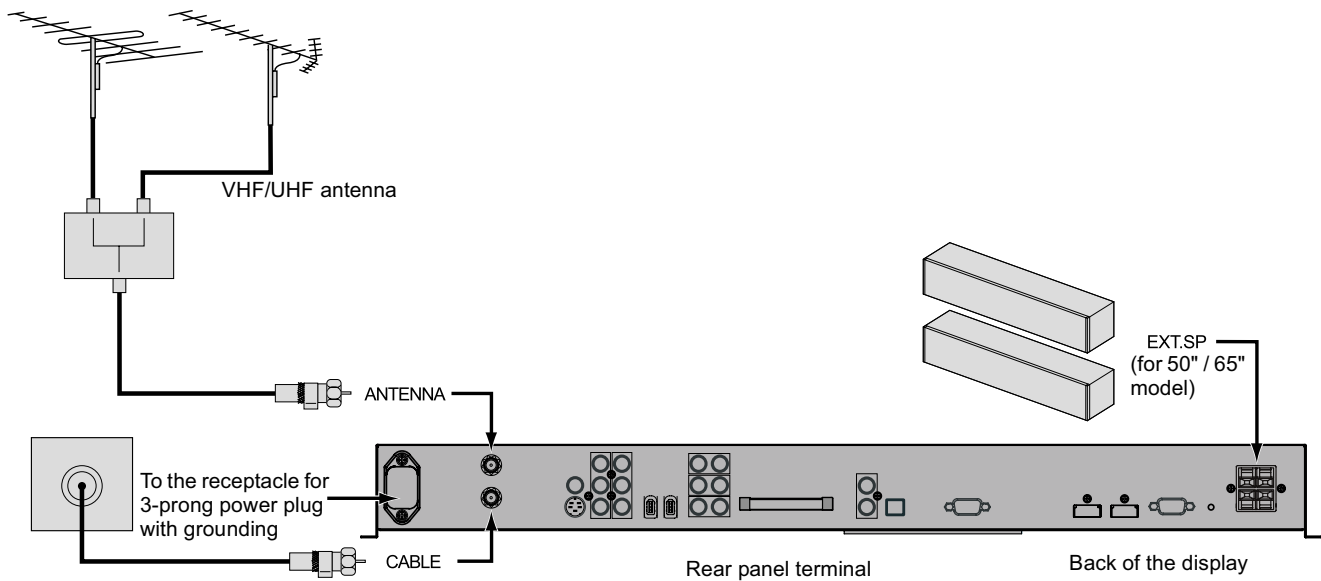 VHF/UHF antenna
EXT.SP
(for 50" / 65"
model)
ANTENNA
To the receptacle for
3-prong power plug
with grounding
CABLE
Rear panel terminal
Back of the display